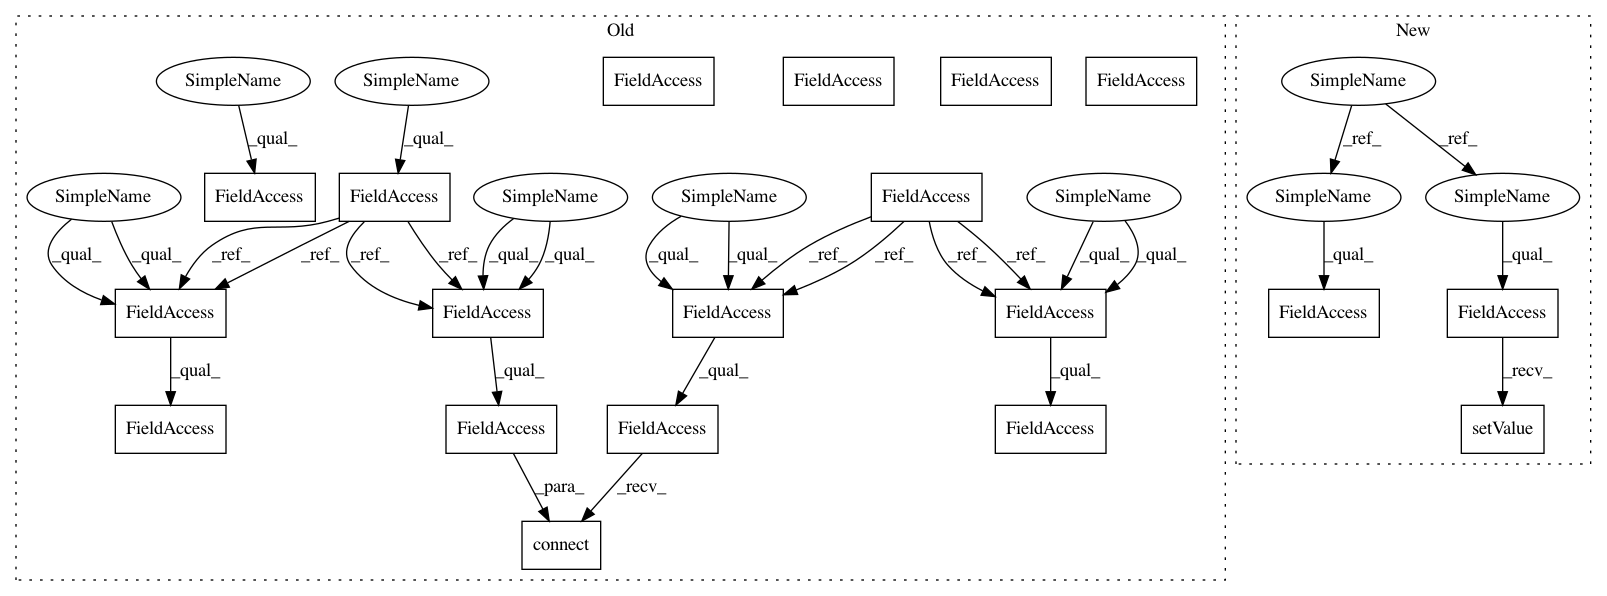 Old
New
SimpleName
SimpleName
FieldAccess
FieldAccess
FieldAccess
FieldAccess
SimpleName
_qual_
_qual_
_ref_
_ref_
SimpleName
FieldAccess
FieldAccess
SimpleName
SimpleName
FieldAccess
SimpleName
SimpleName
SimpleName
_qual_
_qual_
_ref_
_ref_
_ref_
_ref_
_qual_
_qual_
_qual_
_qual_
_ref_
_ref_
_ref_
_ref_
_qual_
_qual_
_qual_
_qual_
FieldAccess
FieldAccess
FieldAccess
FieldAccess
FieldAccess
FieldAccess
_qual_
_qual_
_qual_
_qual_
_recv_
FieldAccess
FieldAccess
FieldAccess
FieldAccess
setValue
_para_
_recv_
connect